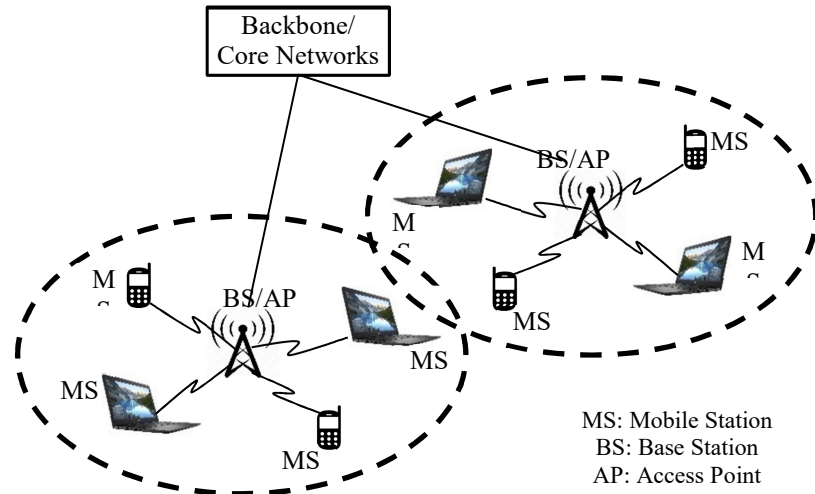 Backbone/
Core Networks
BS/AP
MS
M
MS
M
M
BS/AP
MS
MS
MS
MS: Mobile Station
BS: Base Station
AP: Access Point